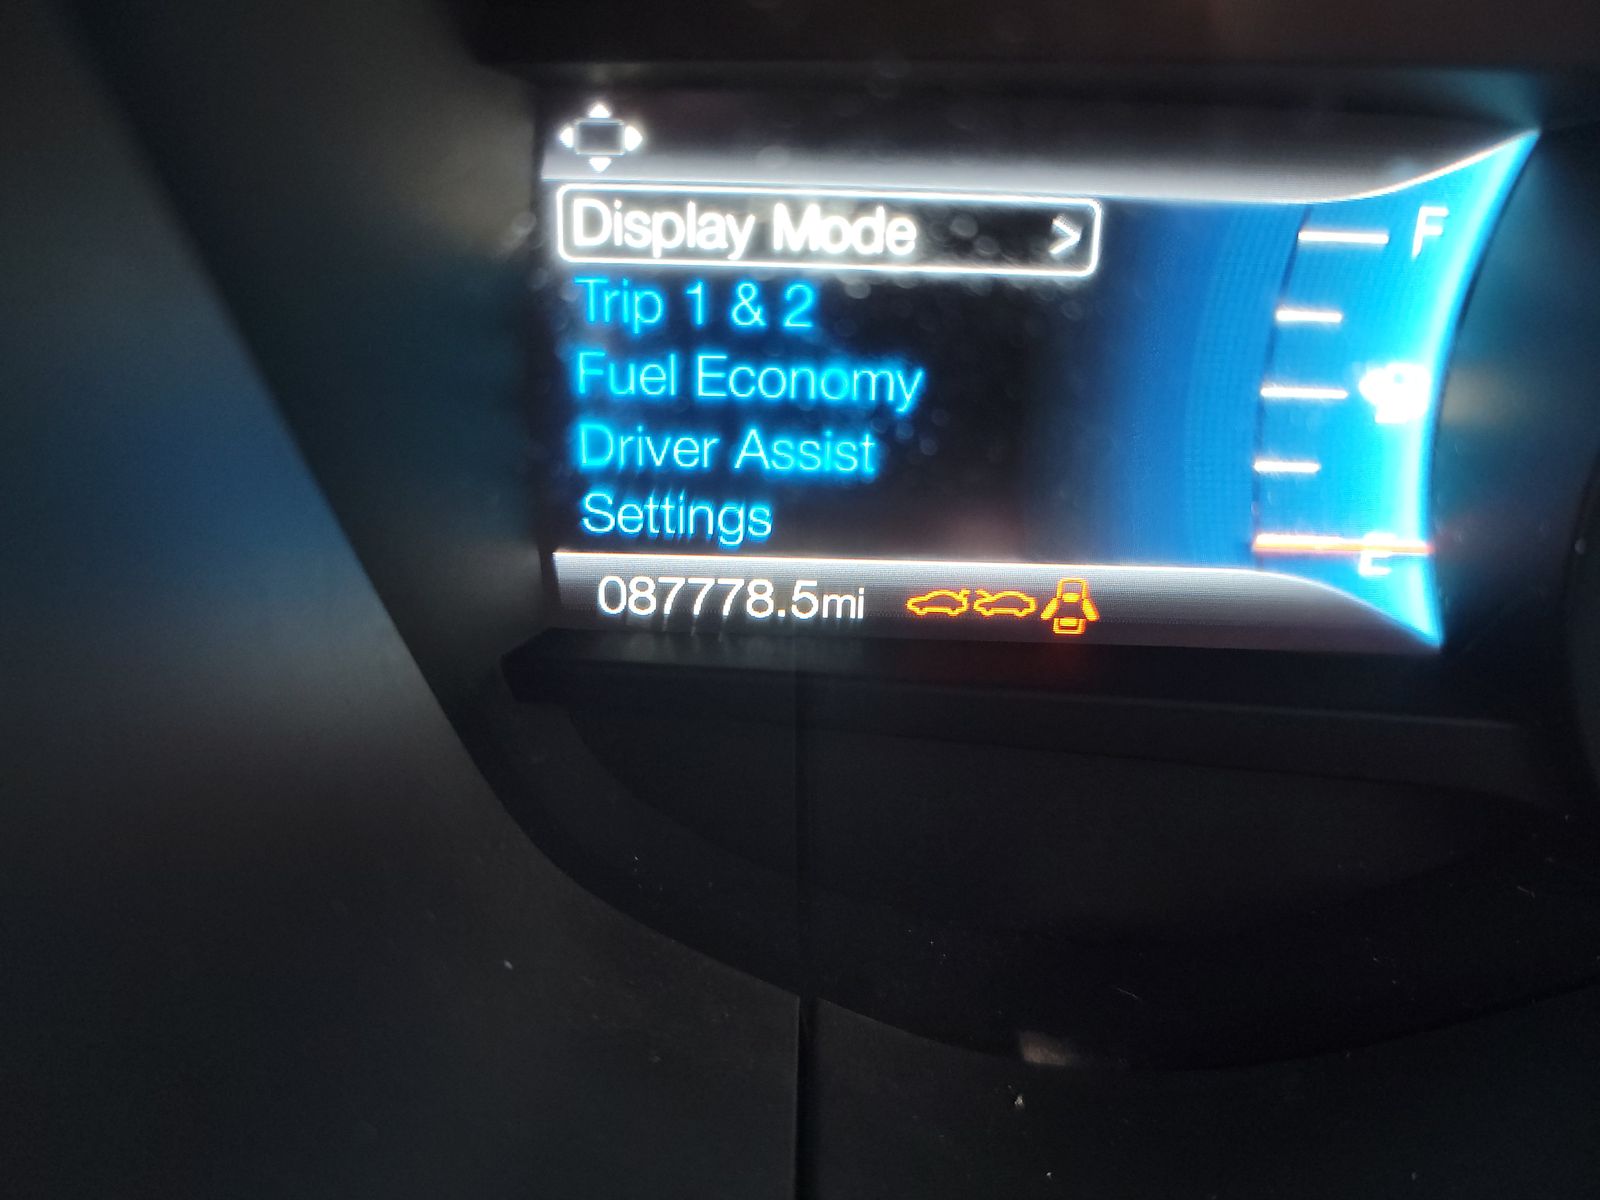 Display Mode >
Trip 1 & 2
Fuel Economy
Driver Assist
Settings
087778.5mi
F
E